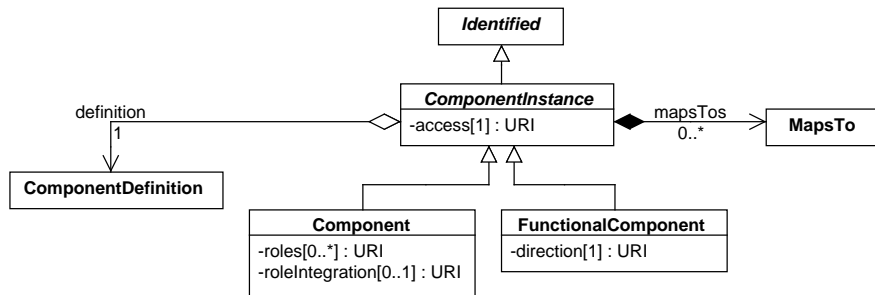 Identified
ComponentInstance
-access[1] : URI
definition
1
mapsTos
0..*
MapsTo
ComponentDefinition
Component
-roles[0..*] : URI
-roleIntegration[0..1] : URI
FunctionalComponent
-direction[1] : URI